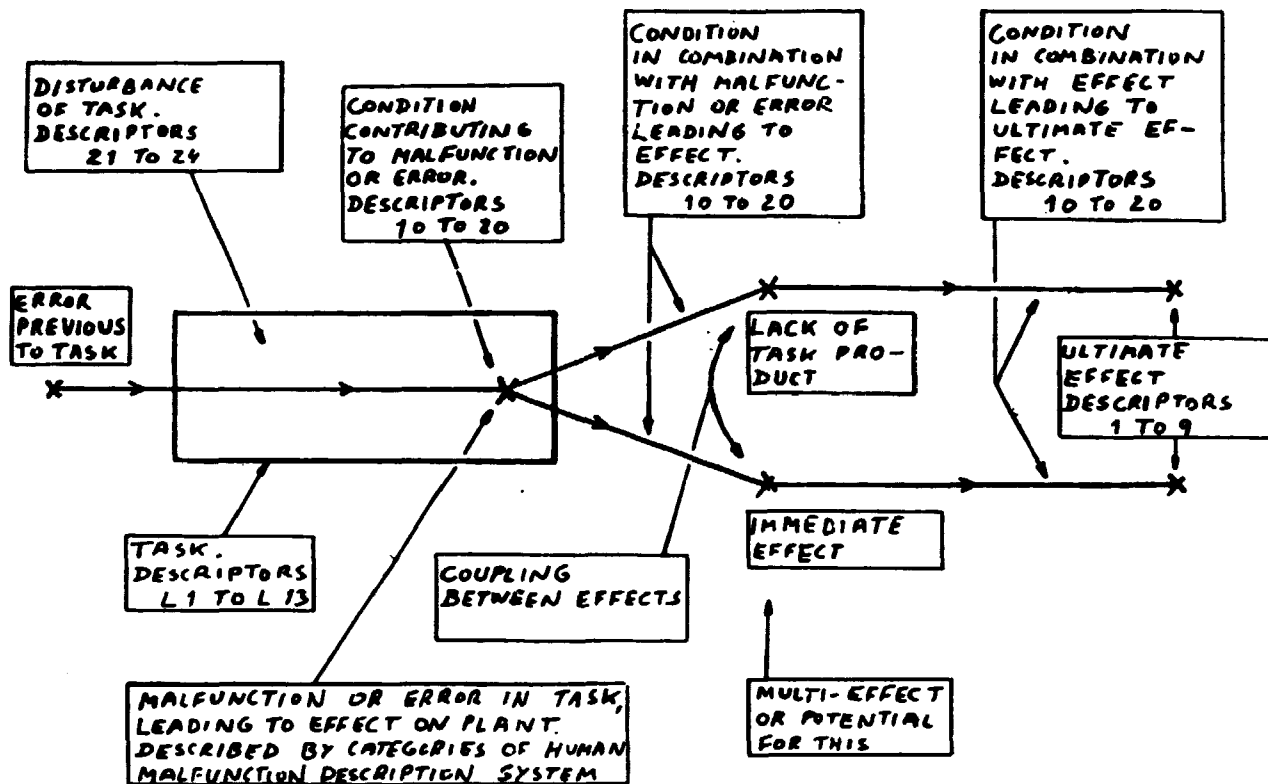 DISTURBANCE
OF TASK.
DESCRIPTORS
21 TO 24
CONDITION
CONTRIBUTING
TO MALFUNCTION
OR ERROR.
DESCRIPTORS
10 TO 20
CONDITION
IN COMBINATION
WITH MALFUNC-
TION OR ERROR
LEADING TO
EFFECT.
DESCRIPTORS
10 TO 20
CONDITION
IN COMBINATION
WITH EFFECT
LEADING TO
ULTIMATE EF-
FECT.
DESCRIPTORS
10 TO 20
ERROR
PREVIOUS
TO TASK
LACK OF
TASK PRO-
DUCT
ULTIMATE
EFFECT
DESCRIPTORS
1 TO 9
TASK.
DESCRIPTORS
L1 TO L13
COUPLING
BETWEEN EFFECTS
IMMEDIATE
EFFECT
MALFUNCTION OR ERROR IN TASK,
LEADING TO EFFECT ON PLANT.
DESCRIBED BY CATEGORIES OF HUMAN
MALFUNCTION DESCRIPTION SYSTEM
MULTI-EFFECT
OR POTENTIAL
FOR THIS